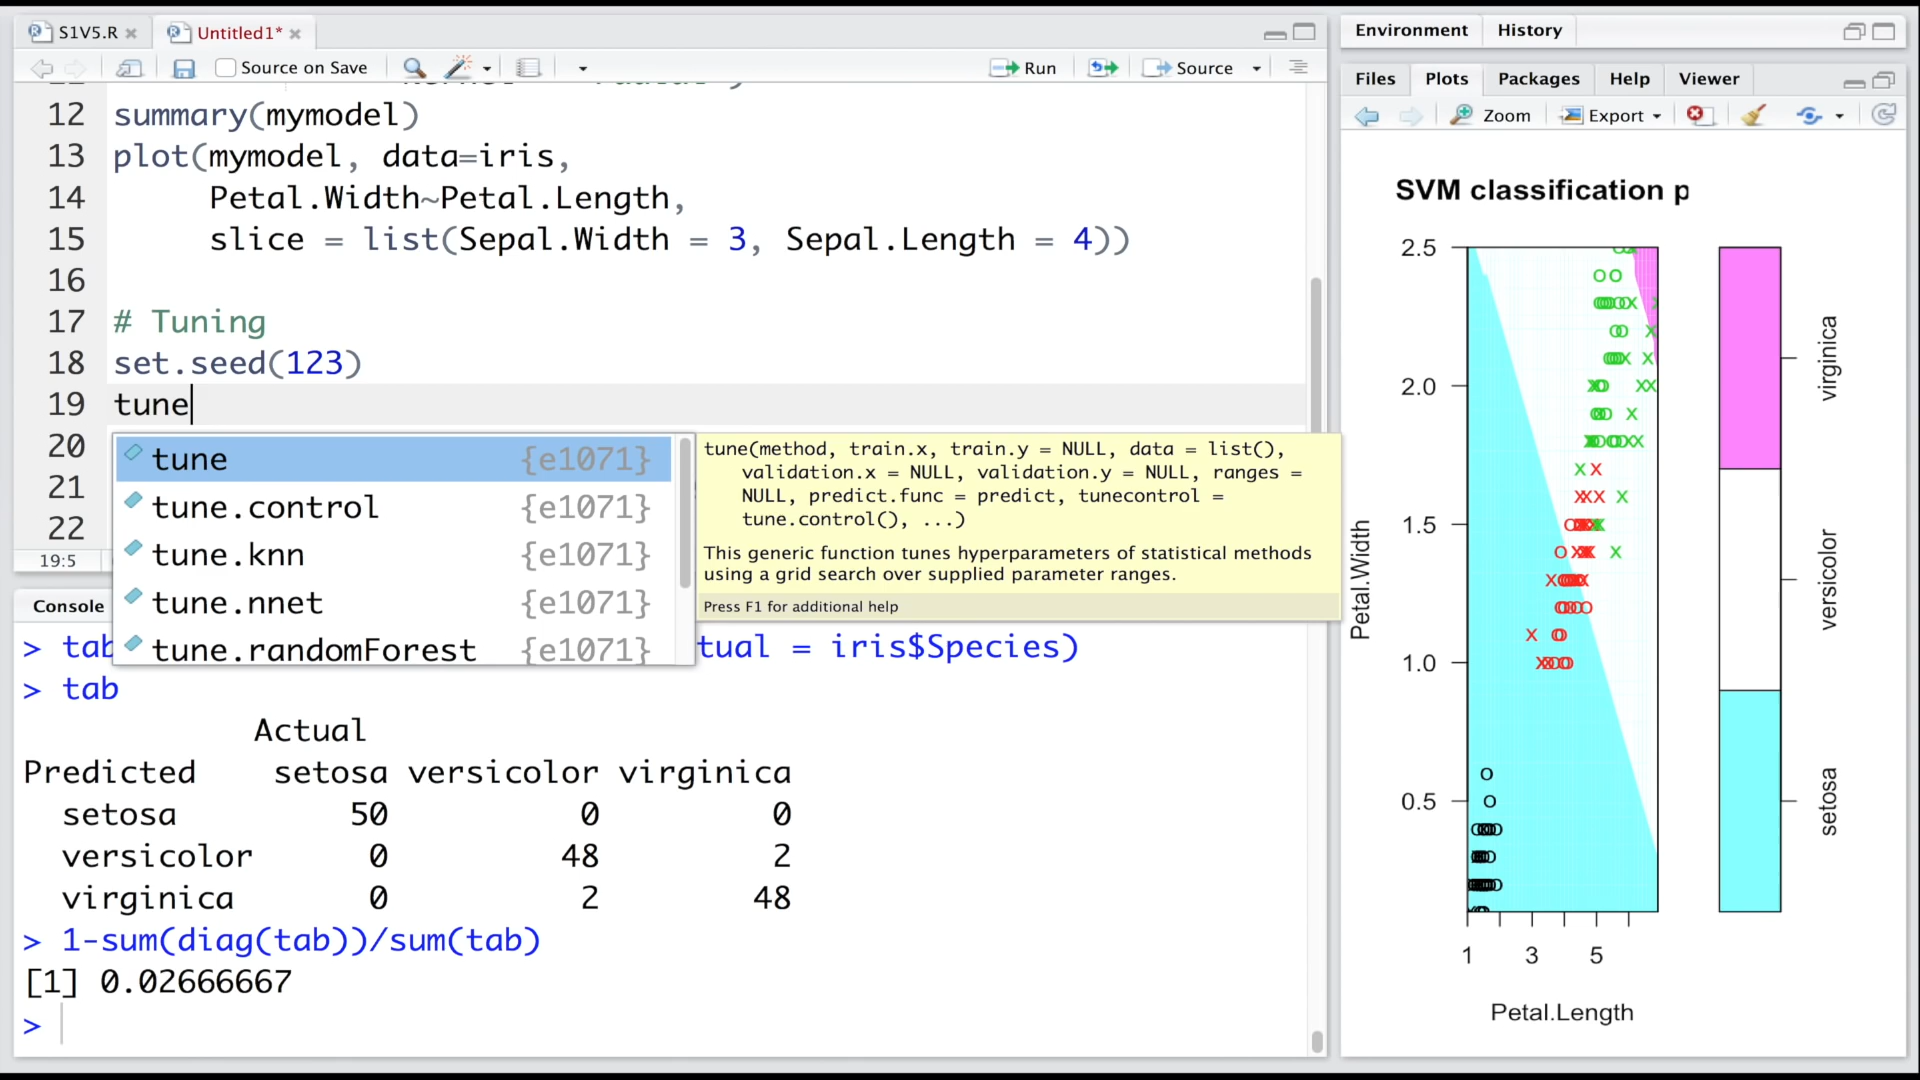 S1V5.R
Untitled1*
Source on Save
Run
Source
12 summary(mymodel)
13 plot(mymodel, data=iris,
14 Petal.Width~Petal.Length,
15 slice = list(Sepal.Width = 3, Sepal.Length = 4))
16
17 # Tuning
18 set.seed(123)
19 tune
20
21
22
19:5
tune {e1071}
tune.control {e1071}
tune.knn {e1071}
tune.nnet {e1071}
tune.randomForest {e1071}
tune(method, train.x, train.y = NULL, data = list(),
validation.x = NULL, validation.y = NULL, ranges =
NULL, predict.func = predict, tunecontrol =
tune.control(), ...)
This generic function tunes hyperparameters of statistical methods
using a grid search over supplied parameter ranges.
Press F1 for additional help
Console
> tab
tual = iris$Species)
> tab
Actual
Predicted setosa versicolor virginica
setosa 50 0 0
versicolor 0 48 2
virginica 0 2 48
> 1-sum(diag(tab))/sum(tab)
[1] 0.02666667
>
Environment History
Files Plots Packages Help Viewer
Zoom Export
SVM classification p
2.5
2.0
1.5
1.0
0.5
Petal.Width
1 3 5
Petal.Length
virginica
versicolor
setosa